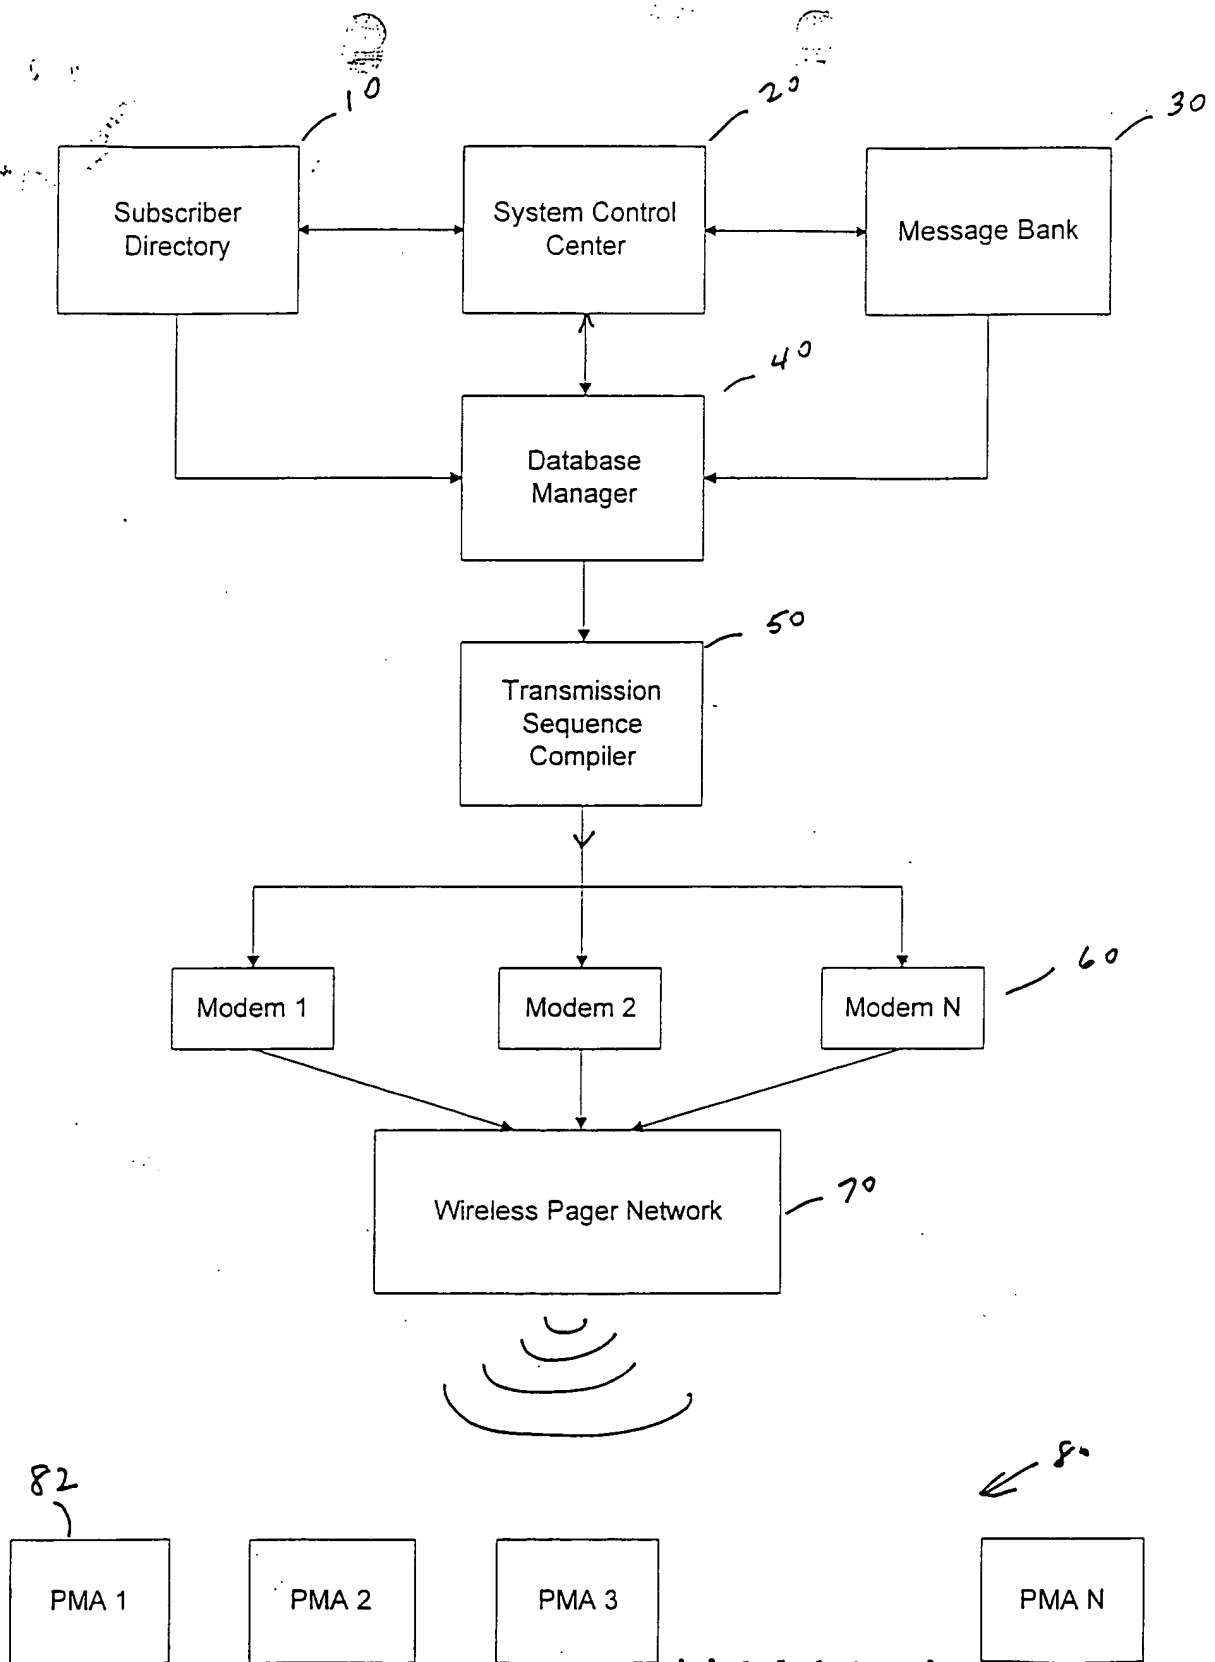 10
20
30
Subscriber
Directory
System Control
Center
Message Bank
40
Database
Manager
50
Transmission
Sequence
Compiler
60
Modem 1
Modem 2
Modem N
70
Wireless Pager Network
80
82
PMA 1
PMA 2
PMA 3
PMA N